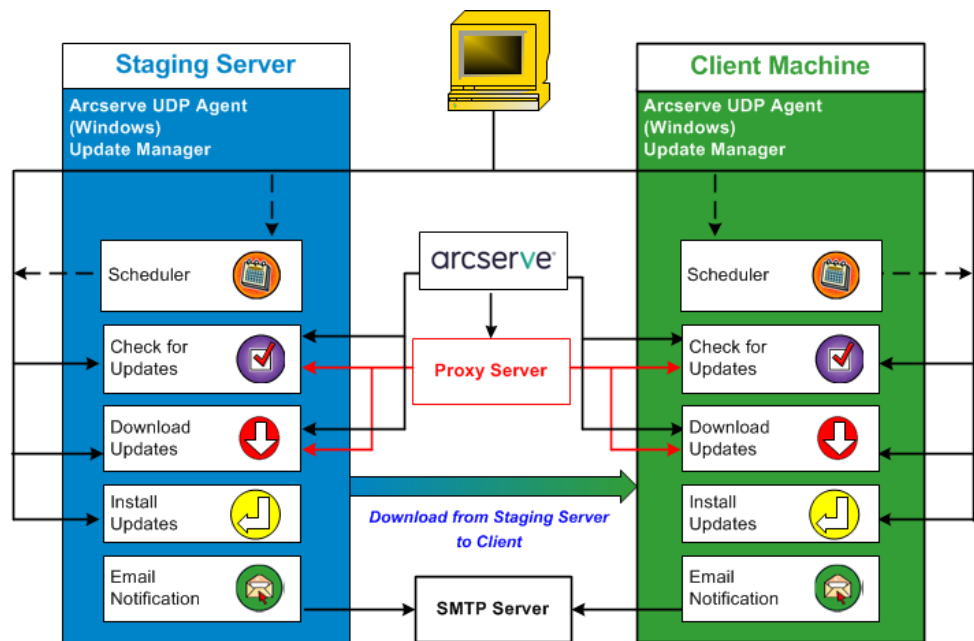 Staging Server
Arcserve UDP Agent
(Windows)
Update Manager
Scheduler
Check for
Updates
Download
Updates
Install
Updates
Email
Notification
arcserve®
Proxy Server
Download from Staging Server
to Client
SMTP Server
Client Machine
Arcserve UDP Agent
(Windows)
Update Manager
Scheduler
Check for
Updates
Download
Updates
Install
Updates
Email
Notification